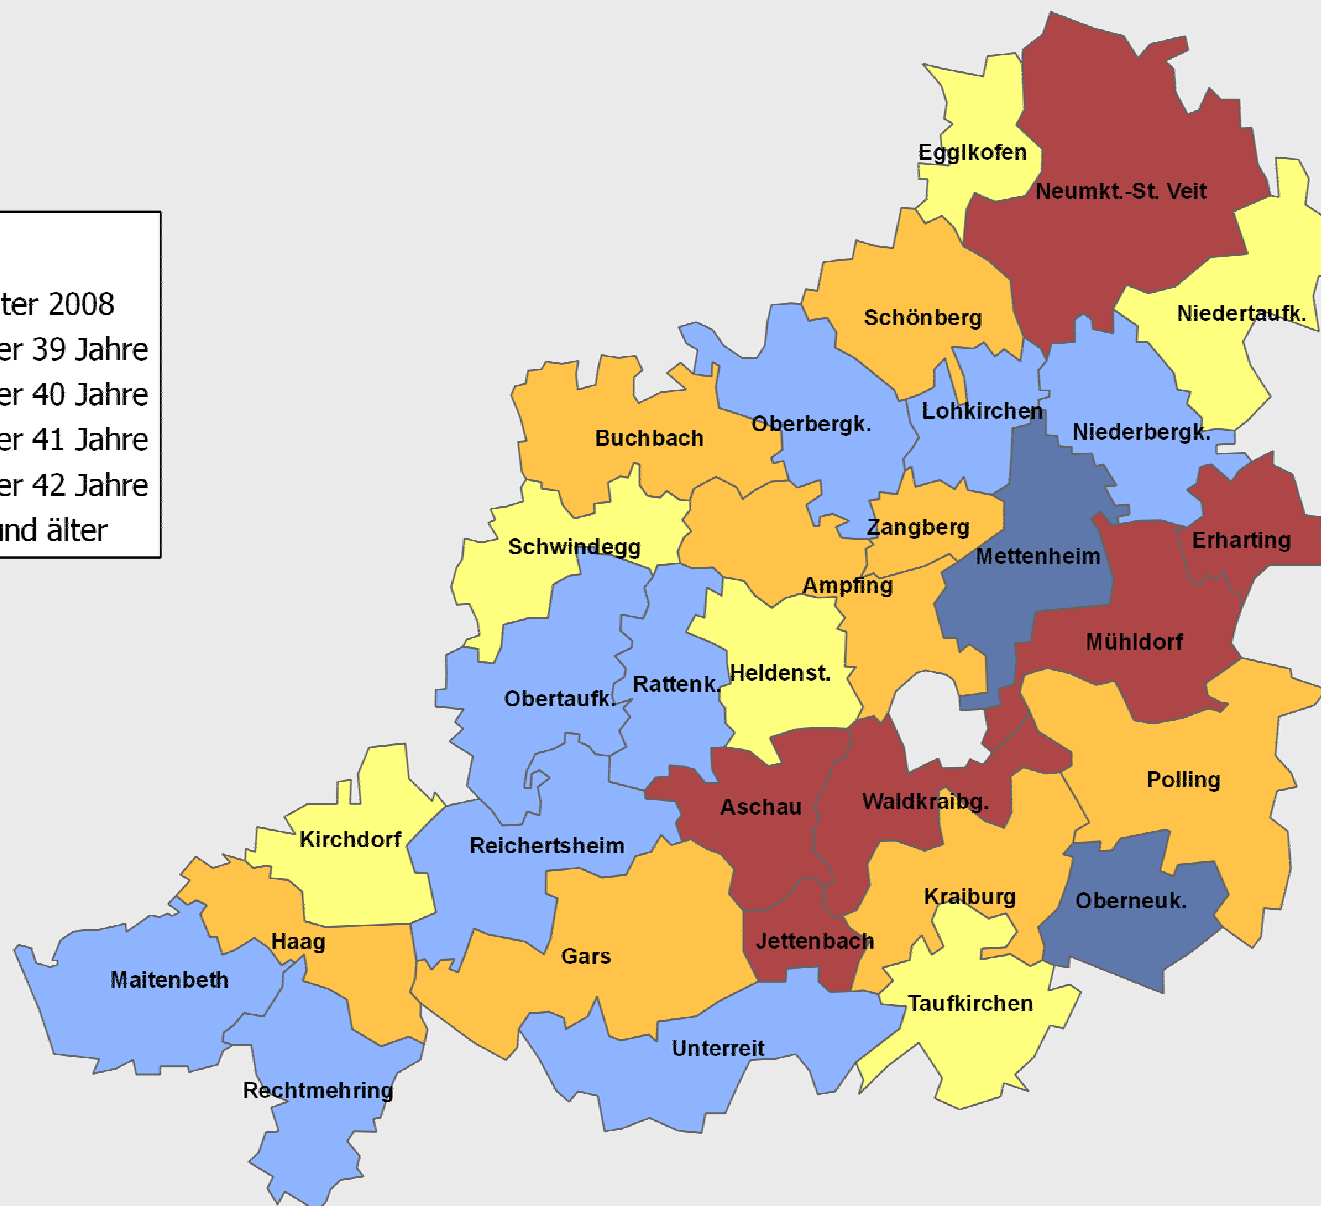 ter 2008
er 39 Jahre
er 40 Jahre
er 41 Jahre
er 42 Jahre
und älter
Egglkofen
Neumkt.-St. Veit
Niedertaufk.
Schönberg
Lohkirchen
Oberbergk.
Niederbergk.
Buchbach
Zangberg
Erharting
Schwindegg
Mettenheim
Ampfing
Mühldorf
Heldenst.
Rattenk.
Obertaufk.
Polling
Waldkraibg.
Aschau
Kirchdorf
Reichertsheim
Kraiburg
Oberneuk.
Haag
Jettenbach
Gars
Maitenbeth
Taufkirchen
Unterreit
Rechtmehring